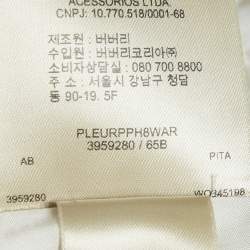 ACESSORIOS LTDA.
CNPJ: 10.770.518/0001-68
제조원 : 버버리
수입원 : 버버리코리아㈜
소비자상담실 : 080 700 8800
주소 : 서울시 강남구 청담
동 90-19. 5F
PLEURPPH8WAR
3959280 / 65B
AB
PITA
3959280
WO345198